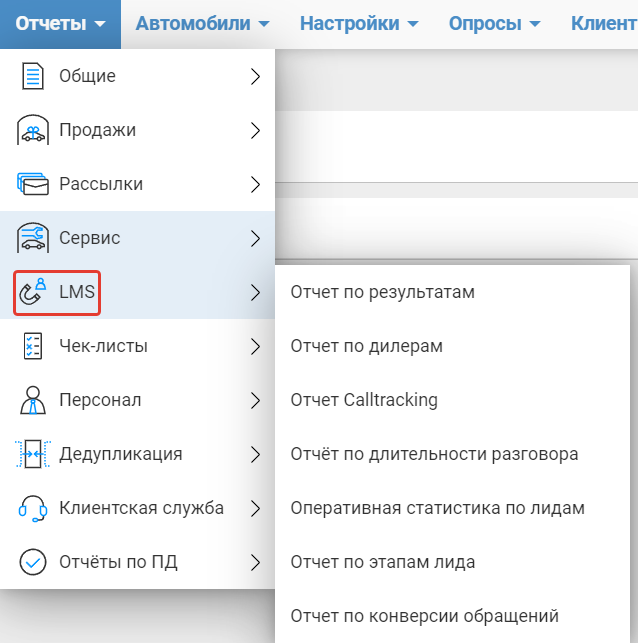 Отчеты Автомобили Настройки Опросы Клиент
Общие
Продажи
Рассылки
Сервис
LMS
Чек-листы
Персонал
Дедупликация
Клиентская служба
Отчёты по ПД
Отчет по результатам
Отчет по дилерам
Отчет Calltracking
Отчёт по длительности разговора
Оперативная статистика по лидам
Отчет по этапам лида
Отчет по конверсии обращений